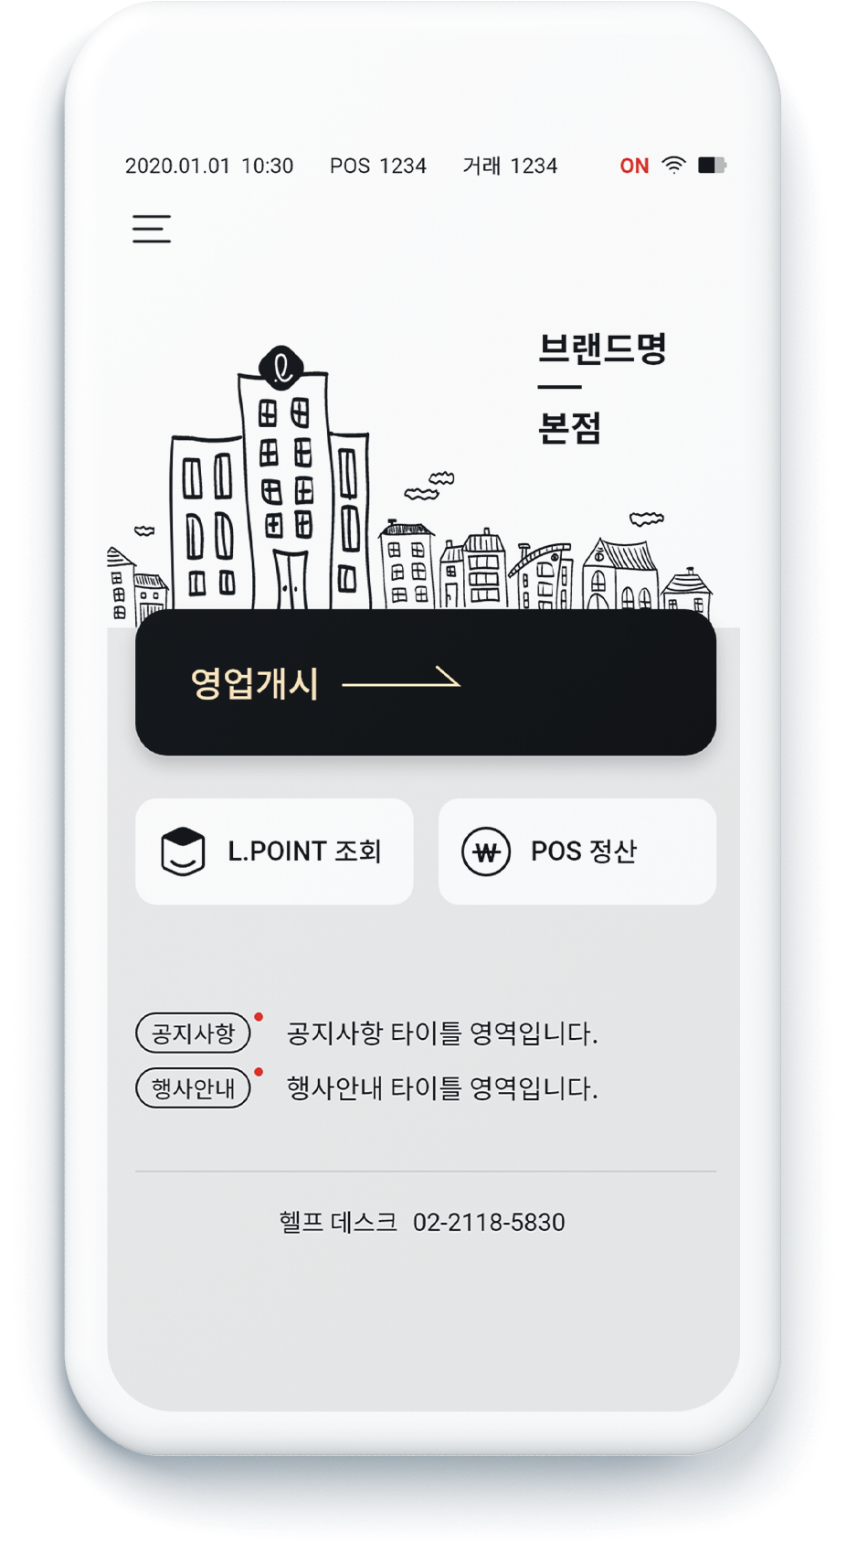 2020.01.01 10:30 POS 1234 거래 1234 ON
브랜드명
본점
영업개시
L.POINT 조회
POS 정산
공지사항 공지사항 타이틀 영역입니다.
행사안내 행사안내 타이틀 영역입니다.
헬프 데스크 02-2118-5830